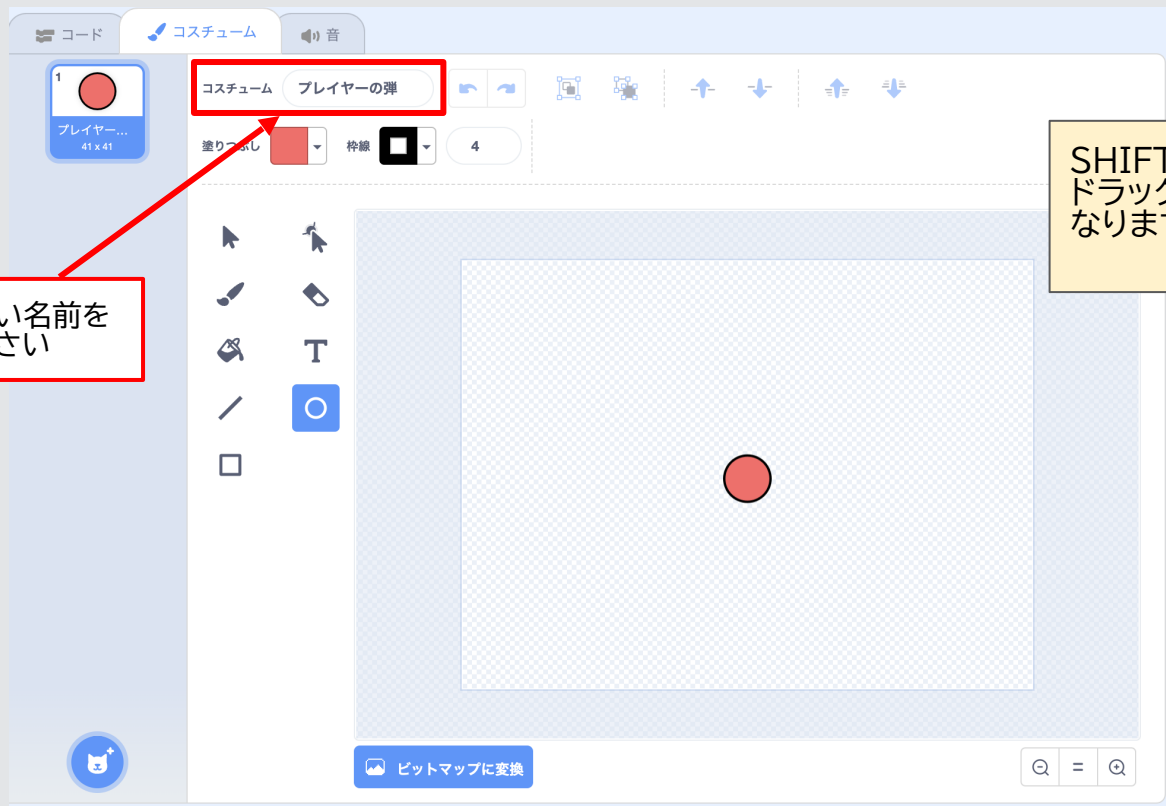 コード
コスチューム
音
1
プレイヤー...
41 x 41
コスチューム
プレイヤーの弾
塗りつぶし
枠線
4
SHIFT
ドラッグ
なります
い名前を
さい
T
ビットマップに変換
=